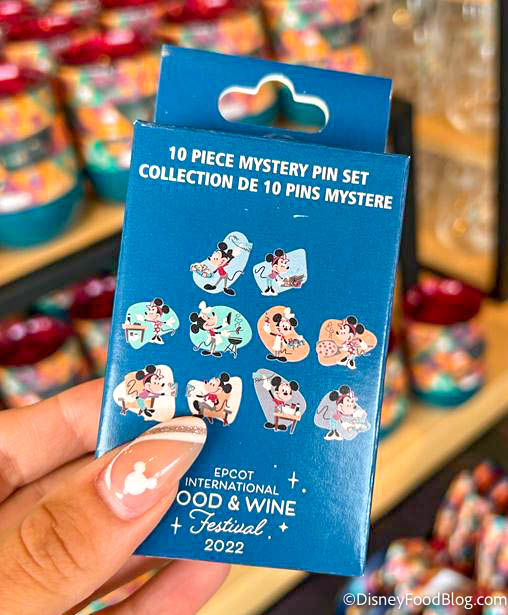 10 PIECE MYSTERY PIN SET
COLLECTION DE 10 PINS MYSTERE
EPCOT
INTERNATIONAL
OOD & WINE
Festival
2022
©DisneyFoodBlog.com